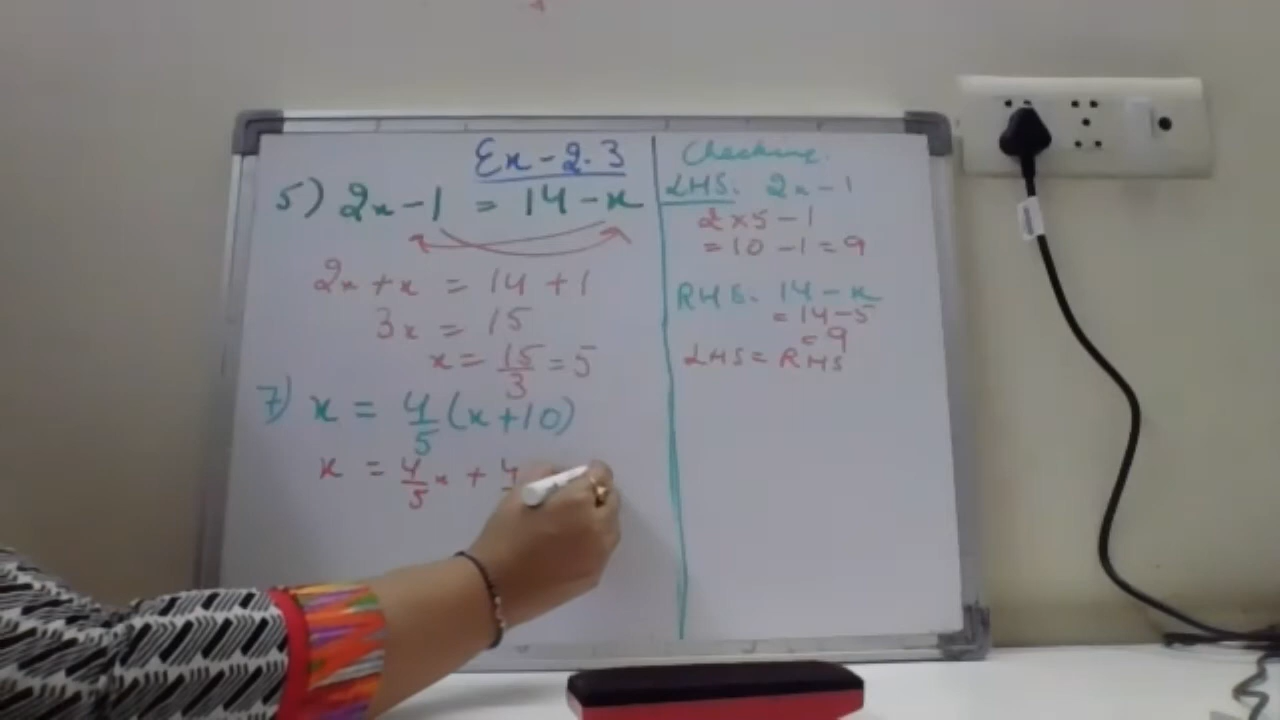 Ex - 2.3
5) 2x - 1 = 14 - x
2x + x = 14 + 1
3x = 15
x = 15/3 = 5
7) x = 4/5 (x + 10)
x = 4/5 x + 4
Checking.
LHS. 2x - 1
2 x 5 - 1
= 10 - 1 = 9
RHS. 14 - x
= 14 - 5
= 9
LHS = RHS